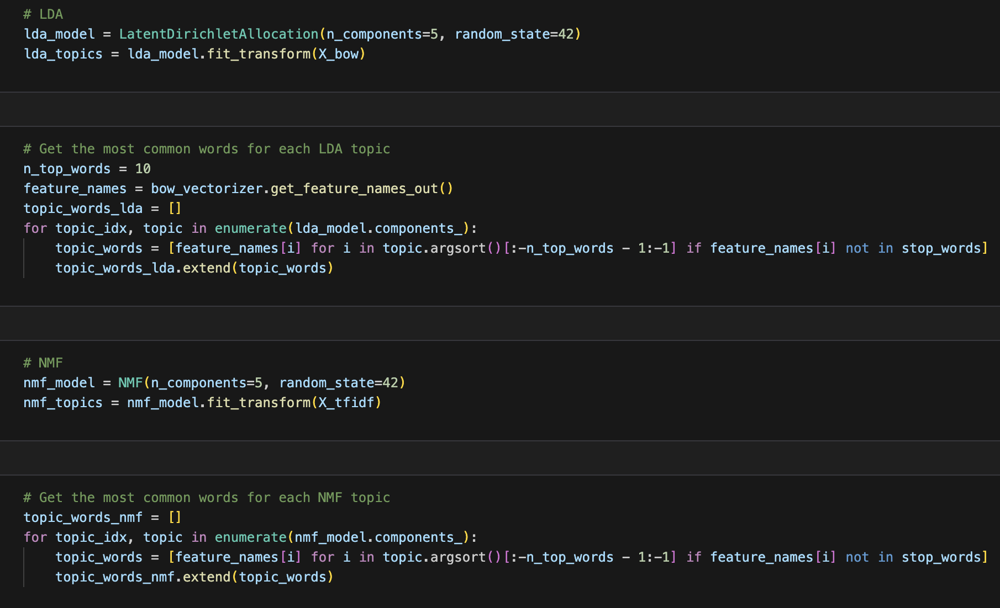 # LDA
lda_model = LatentDirichletAllocation(n_components=5, random_state=42)
lda_topics = lda_model.fit_transform(X_bow)
# Get the most common words for each LDA topic
n_top_words = 10
feature_names = bow_vectorizer.get_feature_names_out()
topic_words_lda = []
for topic_idx, topic in enumerate(lda_model.components_):
    topic_words = [feature_names[i] for i in topic.argsort()[:-n_top_words - 1:-1] if feature_names[i] not in stop_words]
    topic_words_lda.extend(topic_words)
# NMF
nmf_model = NMF(n_components=5, random_state=42)
nmf_topics = nmf_model.fit_transform(X_tfidf)
# Get the most common words for each NMF topic
topic_words_nmf = []
for topic_idx, topic in enumerate(nmf_model.components_):
    topic_words = [feature_names[i] for i in topic.argsort()[:-n_top_words - 1:-1] if feature_names[i] not in stop_words]
    topic_words_nmf.extend(topic_words)